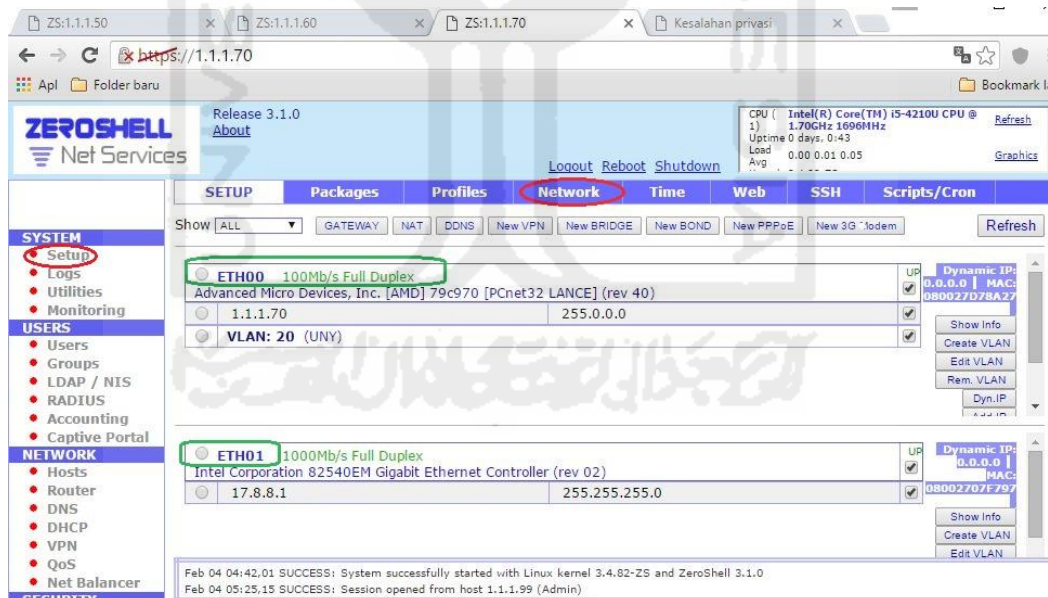 ZS:1.1.1.50
ZS:1.1.1.60
ZS:1.1.1.70
Kesalahan privasi
https://1.1.1.70
Apl
Folder baru
Bookmark
ZEROSHELL
Net Services
Release 3.1.0
About
Logout Reboot Shutdown
CPU (1) Intel(R) Core(TM) i5-4210U CPU @ 1.70GHz 1696MHz
Uptime 0 days, 0:43
Load Avg 0.00 0.01 0.05
Refresh
Graphics
SETUP Packages Profiles Network Time Web SSH Scripts/Cron
Show ALL GATEWAY NAT DDNS New VPN New BRIDGE New BOND New PPPoE New 3G Modem Refresh
SYSTEM
Setup
Logs
Utilities
Monitoring
USERS
Users
Groups
LDAP / NIS
RADIUS
Accounting
Captive Portal
NETWORK
Hosts
Router
DNS
DHCP
VPN
QoS
Net Balancer
SECURITY
ETH00 100Mb/s Full Duplex
Advanced Micro Devices, Inc. [AMD] 79c970 [PCnet32 LANCE] (rev 40)
UP
1.1.1.70 255.0.0.0
VLAN: 20 (UNY)
Dynamic IP:
0.0.0.0 | MAC:
080027D78A27
Show Info
Create VLAN
Edit VLAN
Rem. VLAN
Dyn.IP
Add IP
ETH01 1000Mb/s Full Duplex
Intel Corporation 82540EM Gigabit Ethernet Controller (rev 02)
UP
17.8.8.1 255.255.255.0
Dynamic IP:
0.0.0.0 |
MAC:
08002707F797
Show Info
Create VLAN
Edit VLAN
Feb 04 04:42,01 SUCCESS: System successfully started with Linux kernel 3.4.82-ZS and ZeroShell 3.1.0
Feb 04 05:25,15 SUCCESS: Session opened from host 1.1.1.99 (Admin)